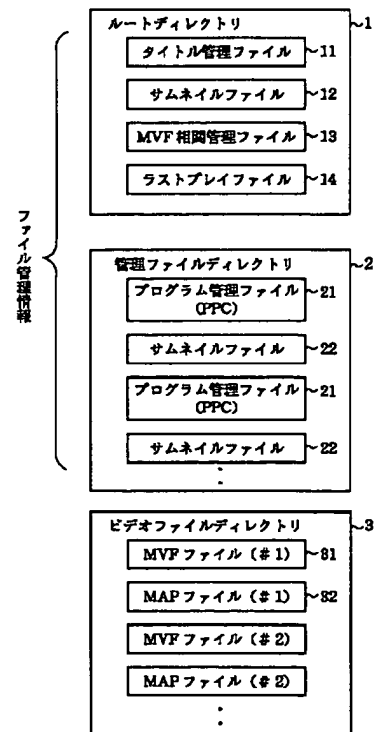 ルートディレクトリ ~1
タイトル管理ファイル ~11
サムネイルファイル ~12
MVF相関管理ファイル ~13
ラストプレイファイル ~14
ファイル管理情報
管理ファイルディレクトリ ~2
プログラム管理ファイル ~21
(PPC)
サムネイルファイル ~22
プログラム管理ファイル ~21
(PPC)
サムネイルファイル ~22
ビデオファイルディレクトリ ~3
MVFファイル（#1） ~31
MAPファイル（#1） ~32
MVFファイル（#2）
MAPファイル（#2）